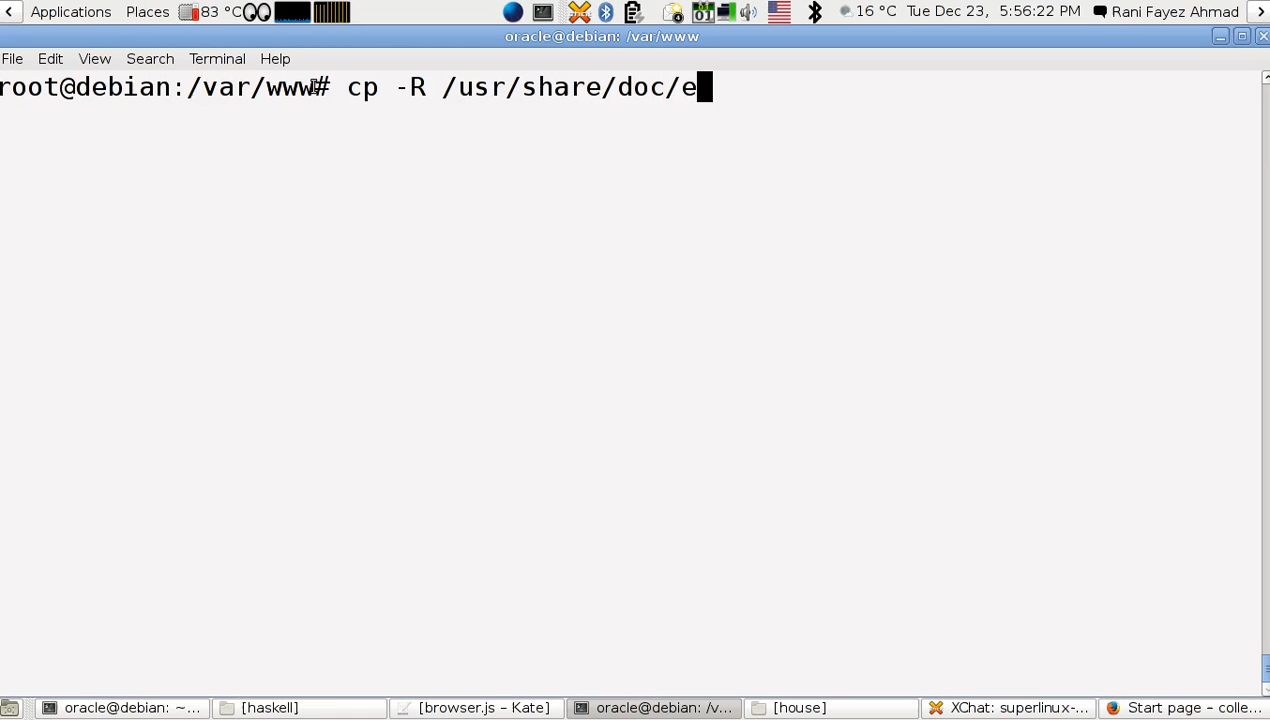 Applications Places 83 °C 01 16 °C Tue Dec 23, 5:56:22 PM Rani Fayez Ahmad
oracle@debian: /var/www
File Edit View Search Terminal Help
root@debian:/var/www# cp -R /usr/share/doc/e
oracle@debian: ~... [haskell] [browser.js – Kate] oracle@debian: /v... [house] XChat: superlinux-... Start page – colle...